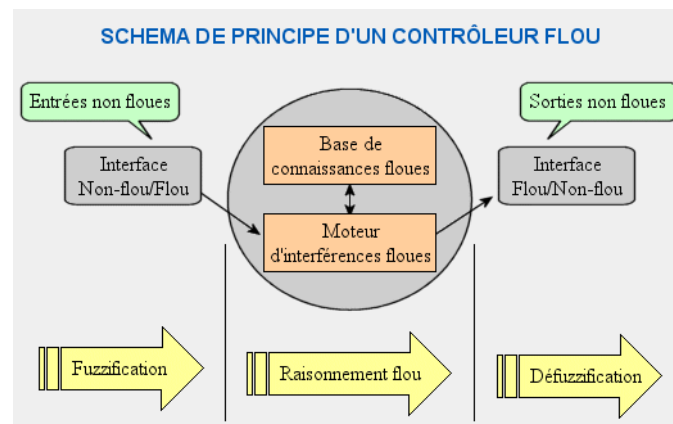 SCHEMA DE PRINCIPE D'UN CONTRÔLEUR FLOU
Entrées non floues
Sorties non floues
Interface
Non-flou/Flou
Base de
connaissances floues
Interface
Flou/Non-flou
Moteur
d'interférences floues
Fuzzification
Raisonnement flou
Défuzzification